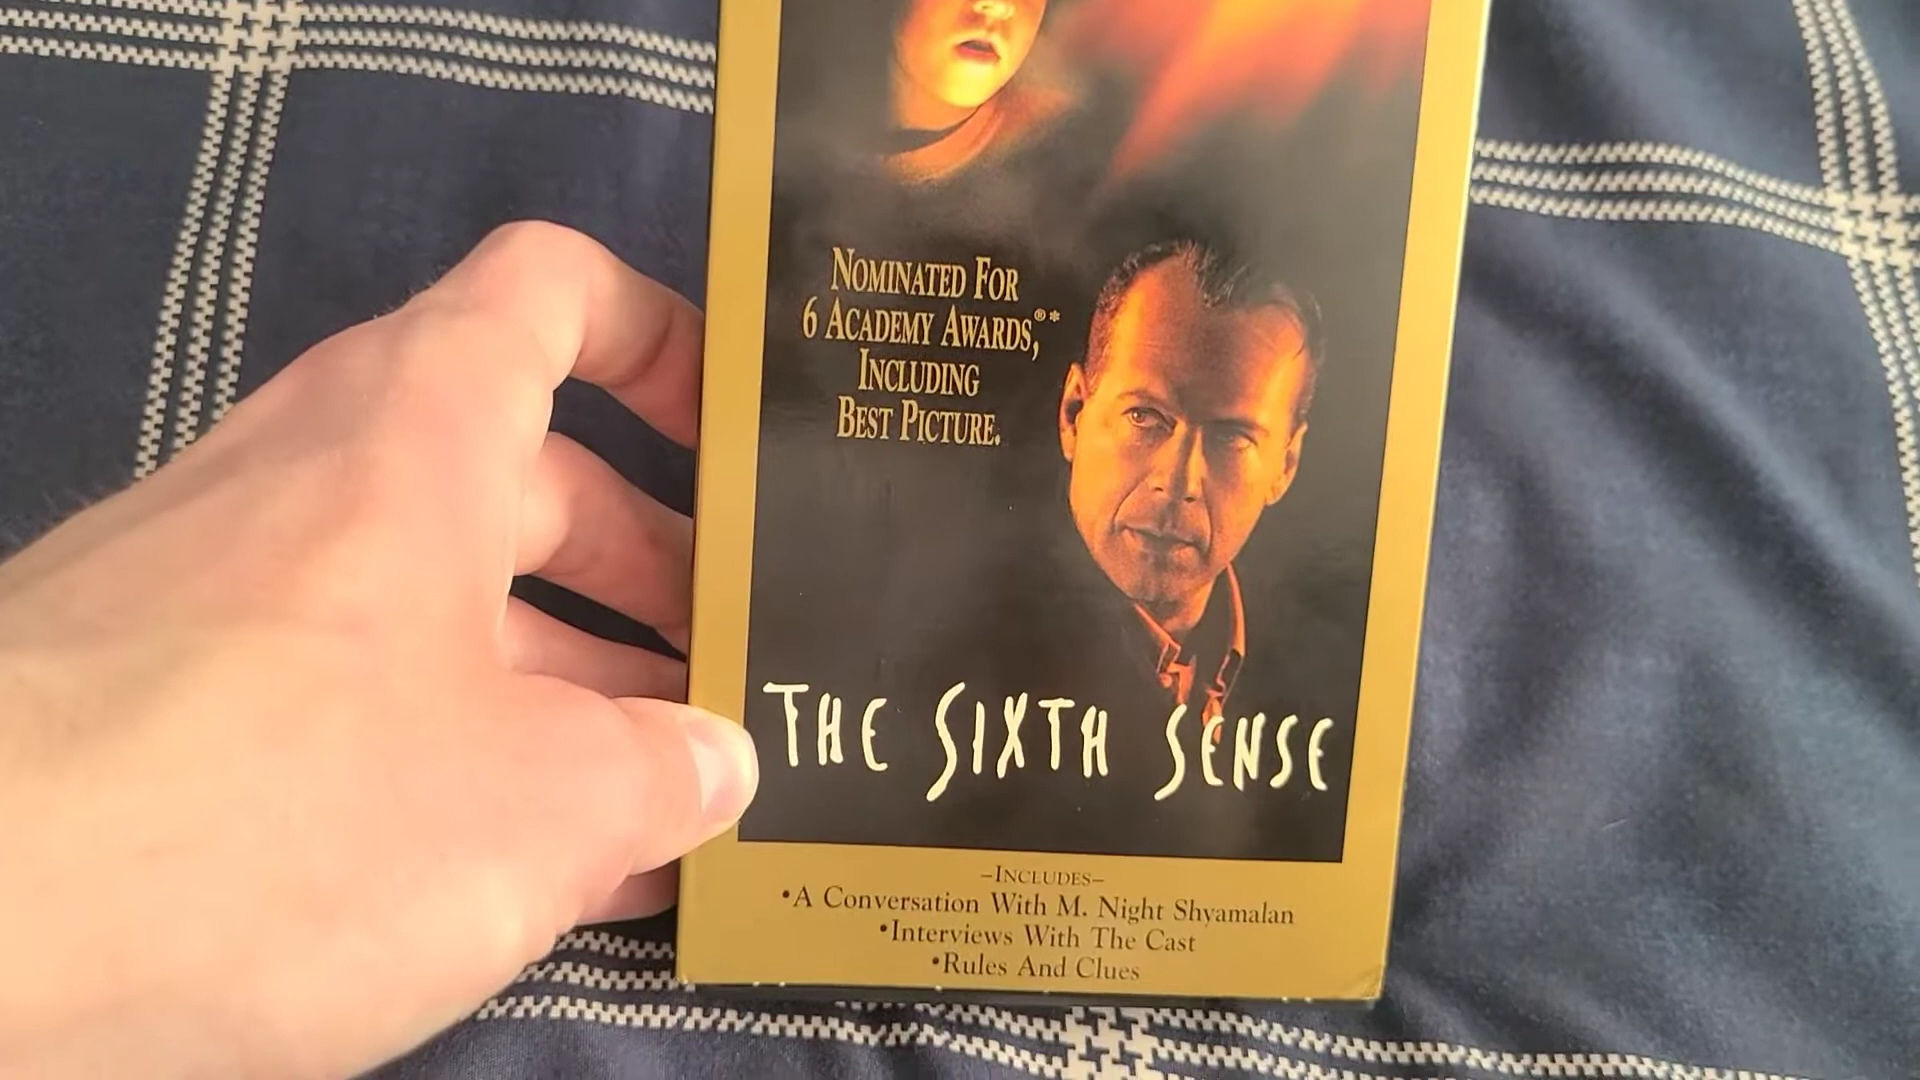 NOMINATED FOR
6 ACADEMY AWARDS,®*
INCLUDING
BEST PICTURE.
THE SIXTH SENSE
–INCLUDES–
•A Conversation With M. Night Shyamalan
•Interviews With The Cast
•Rules And Clues